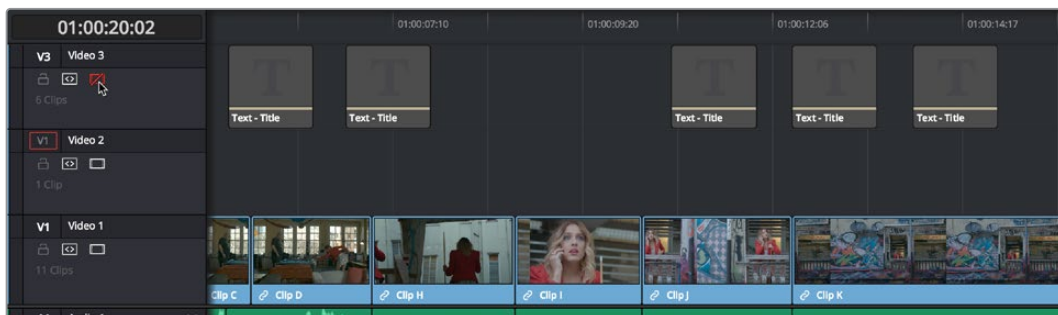 01:00:20:02
01:00:07:10
01:00:09:20
01:00:12:06
01:00:14:17
V3 Video 3
6 Clips
T T T T T
Text - Title Text - Title Text - Title Text - Title Text - Title
V1 Video 2
1 Clip
V1 Video 1
11 Clips
Clip C Clip D Clip H Clip I Clip J Clip K